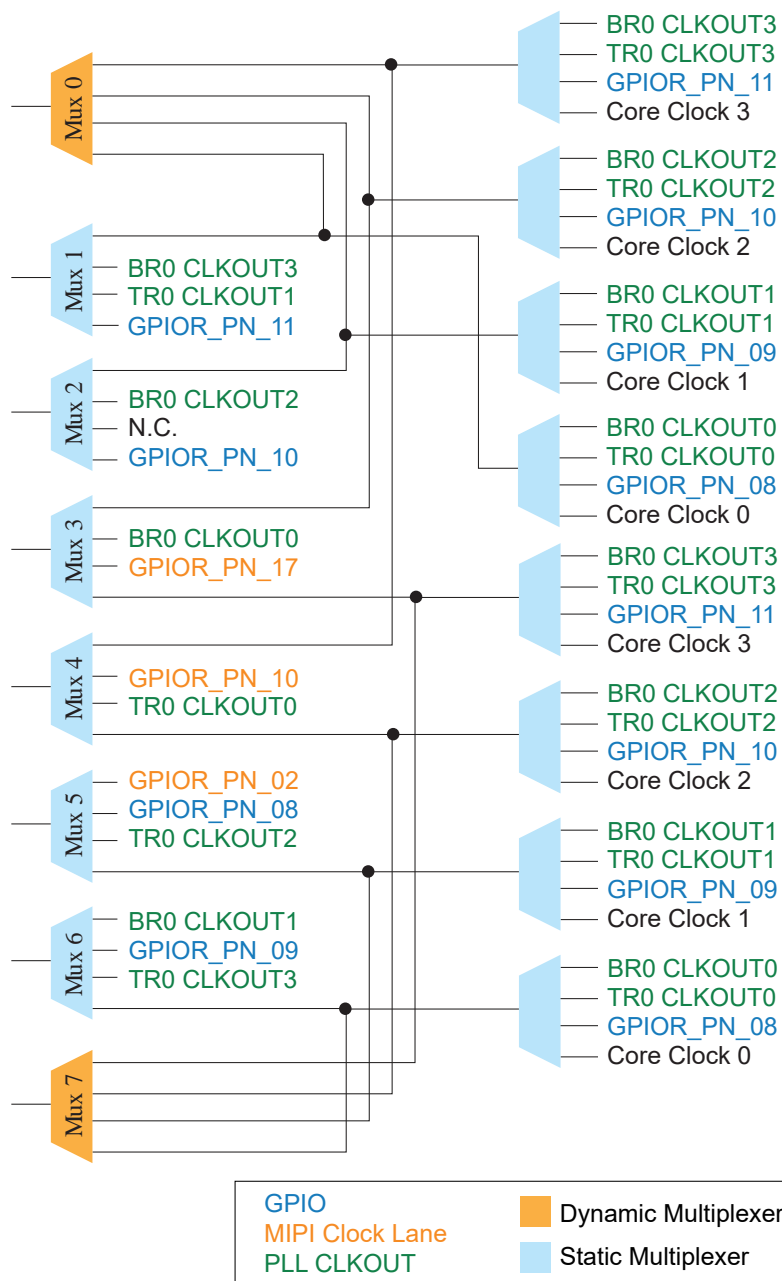 Mux 0
Mux 1
BR0 CLKOUT3
TR0 CLKOUT1
GPIOR_PN_11
Mux 2
BR0 CLKOUT2
N.C.
GPIOR_PN_10
Mux 3
BR0 CLKOUT0
GPIOR_PN_17
Mux 4
GPIOR_PN_10
TR0 CLKOUT0
Mux 5
GPIOR_PN_02
GPIOR_PN_08
TR0 CLKOUT2
Mux 6
BR0 CLKOUT1
GPIOR_PN_09
TR0 CLKOUT3
Mux 7
BR0 CLKOUT3
TR0 CLKOUT3
GPIOR_PN_11
Core Clock 3
BR0 CLKOUT2
TR0 CLKOUT2
GPIOR_PN_10
Core Clock 2
BR0 CLKOUT1
TR0 CLKOUT1
GPIOR_PN_09
Core Clock 1
BR0 CLKOUT0
TR0 CLKOUT0
GPIOR_PN_08
Core Clock 0
BR0 CLKOUT3
TR0 CLKOUT3
GPIOR_PN_11
Core Clock 3
BR0 CLKOUT2
TR0 CLKOUT2
GPIOR_PN_10
Core Clock 2
BR0 CLKOUT1
TR0 CLKOUT1
GPIOR_PN_09
Core Clock 1
BR0 CLKOUT0
TR0 CLKOUT0
GPIOR_PN_08
Core Clock 0
GPIO
MIPI Clock Lane
PLL CLKOUT
Dynamic Multiplexer
Static Multiplexer